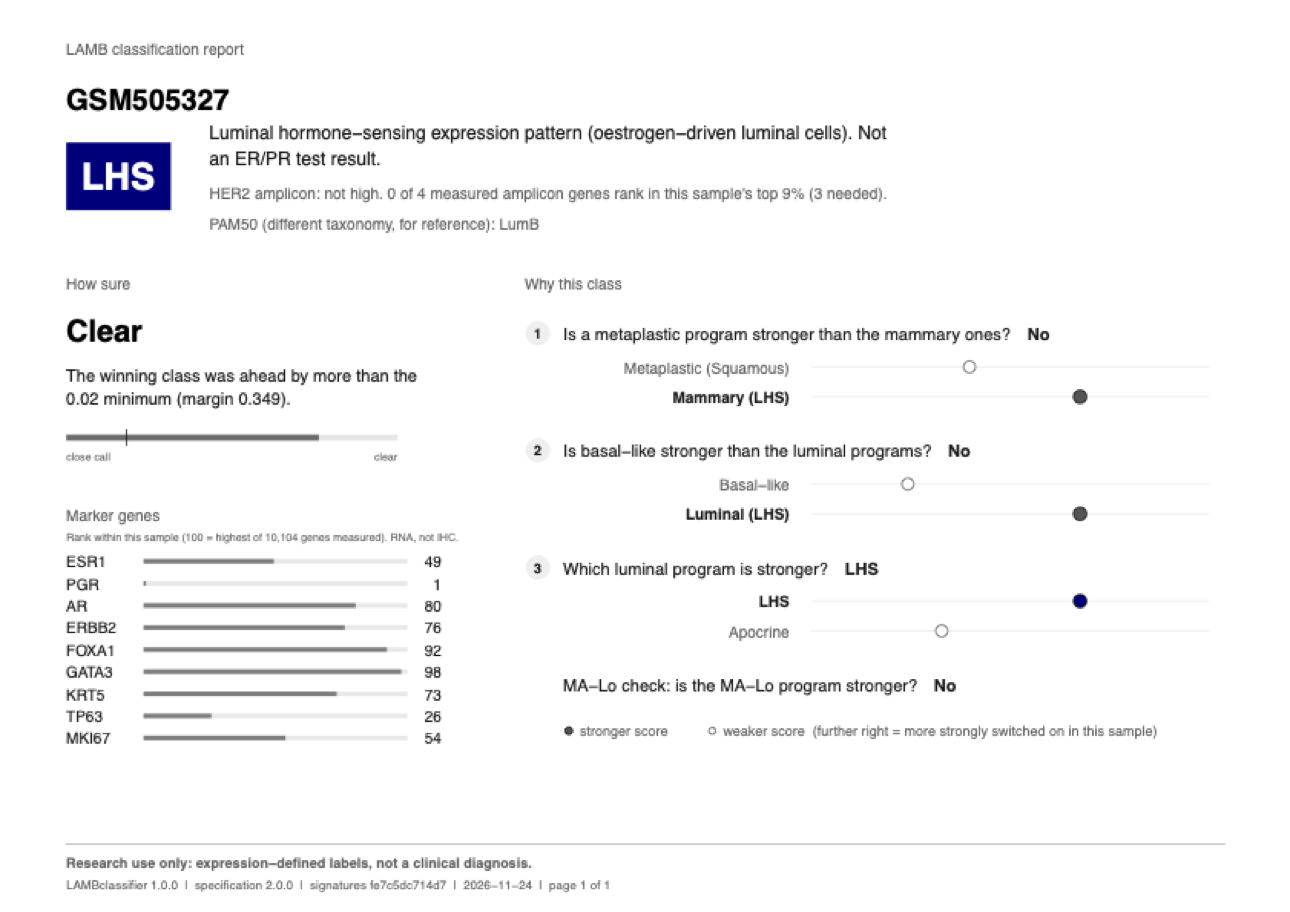 LAMB classification report
GSM505327
LHS
Luminal hormone−sensing expression pattern (oestrogen−driven luminal cells). Not
an ER/PR test result.
HER2 amplicon: not high. 0 of 4 measured amplicon genes rank in this sample's top 9% (3 needed).
PAM50 (different taxonomy, for reference): LumB
How sure
Clear
The winning class was ahead by more than the
0.02 minimum (margin 0.349).
close call clear
Marker genes
Rank within this sample (100 = highest of 10,104 genes measured). RNA, not IHC.
ESR1 49
PGR 1
AR 80
ERBB2 76
FOXA1 92
GATA3 98
KRT5 73
TP63 26
MKI67 54
Why this class
1 Is a metaplastic program stronger than the mammary ones? No
Metaplastic (Squamous)
Mammary (LHS)
2 Is basal−like stronger than the luminal programs? No
Basal−like
Luminal (LHS)
3 Which luminal program is stronger? LHS
LHS
Apocrine
MA−Lo check: is the MA−Lo program stronger? No
stronger score weaker score (further right = more strongly switched on in this sample)
Research use only: expression−defined labels, not a clinical diagnosis.
LAMBclassifier 1.0.0 | specification 2.0.0 | signatures fe7c5dc714d7 | 2026−11−24 | page 1 of 1